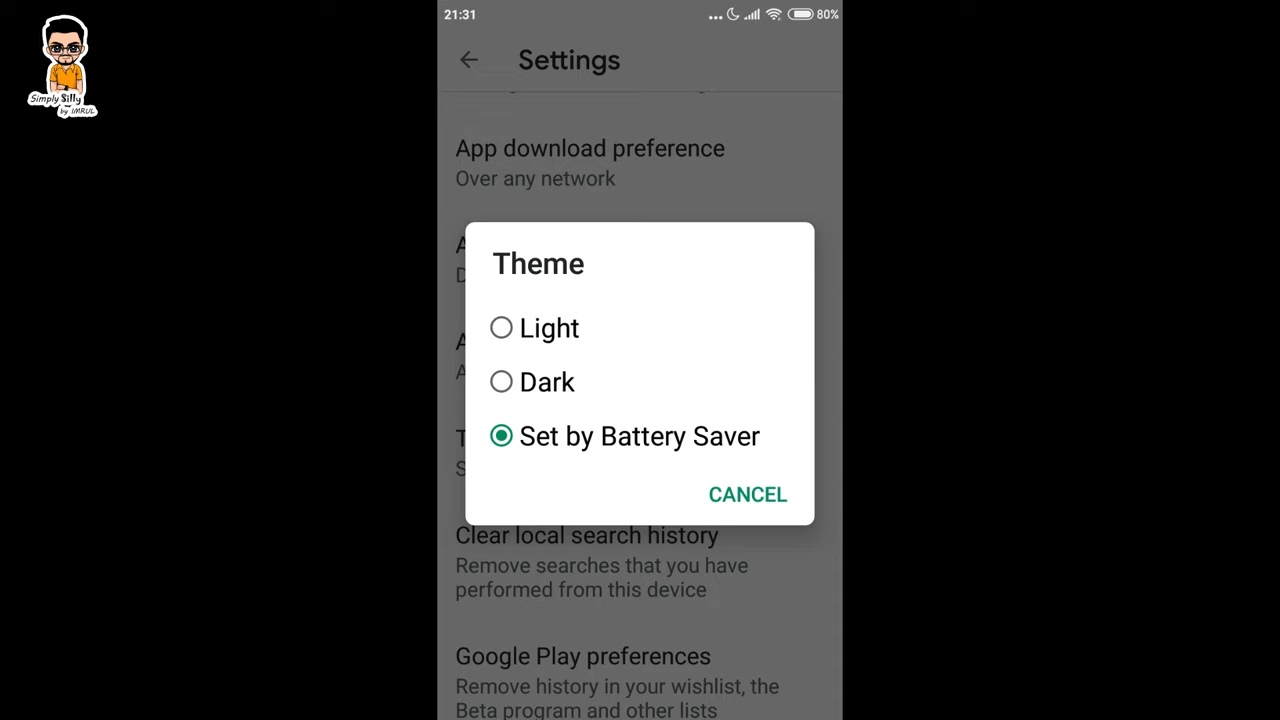 Simply Silly
by IMRUL
21:31
80%
Settings
App download preference
Over any network
Theme
Light
Dark
Set by Battery Saver
CANCEL
Clear local search history
Remove searches that you have
performed from this device
Google Play preferences
Remove history in your wishlist, the
Beta program and other lists